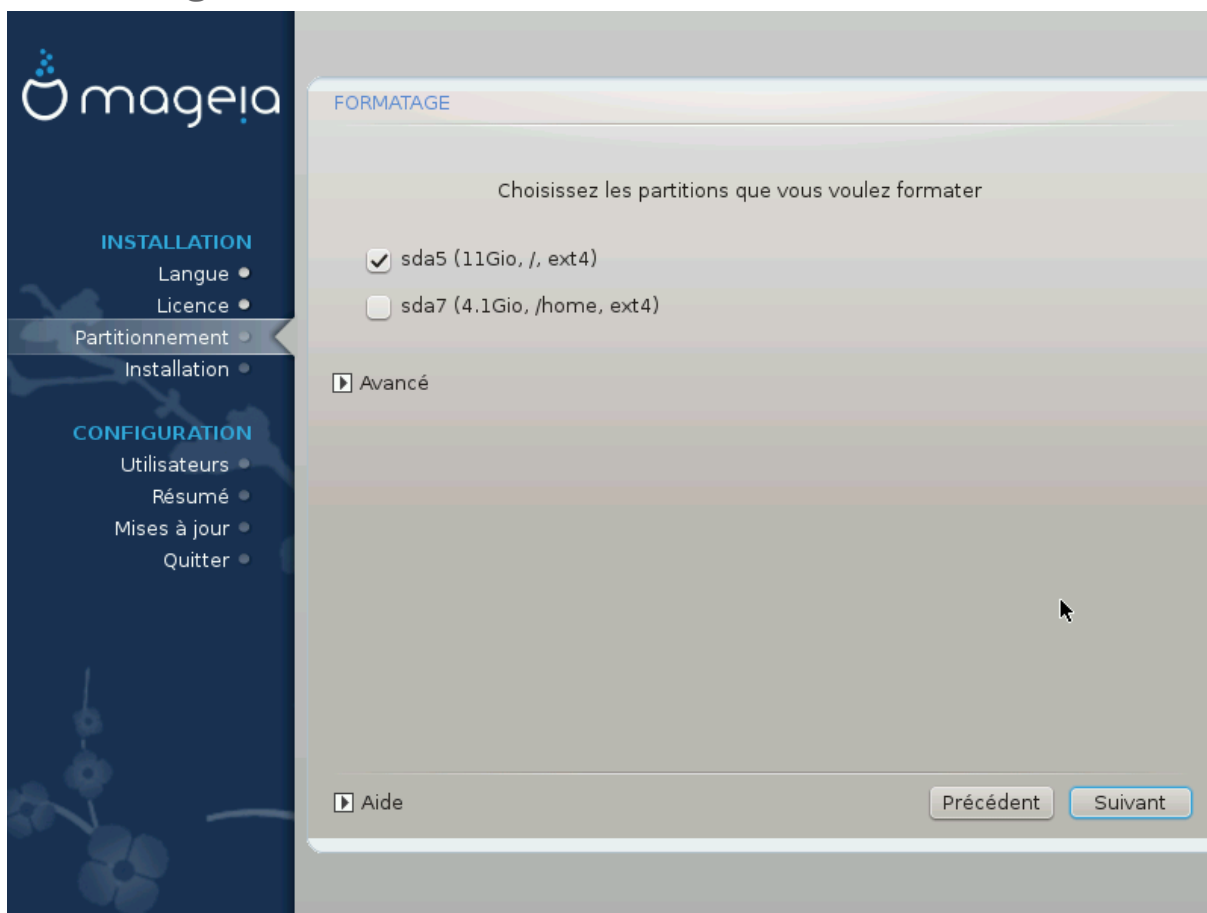 mageia
INSTALLATION
Langue
Licence
Partitionnement
Installation
CONFIGURATION
Utilisateurs
Résumé
Mises à jour
Quitter
FORMATAGE
Choisissez les partitions que vous voulez formater
sda5 (11Gio, /, ext4)
sda7 (4.1Gio, /home, ext4)
Avancé
Aide
Précédent
Suivant